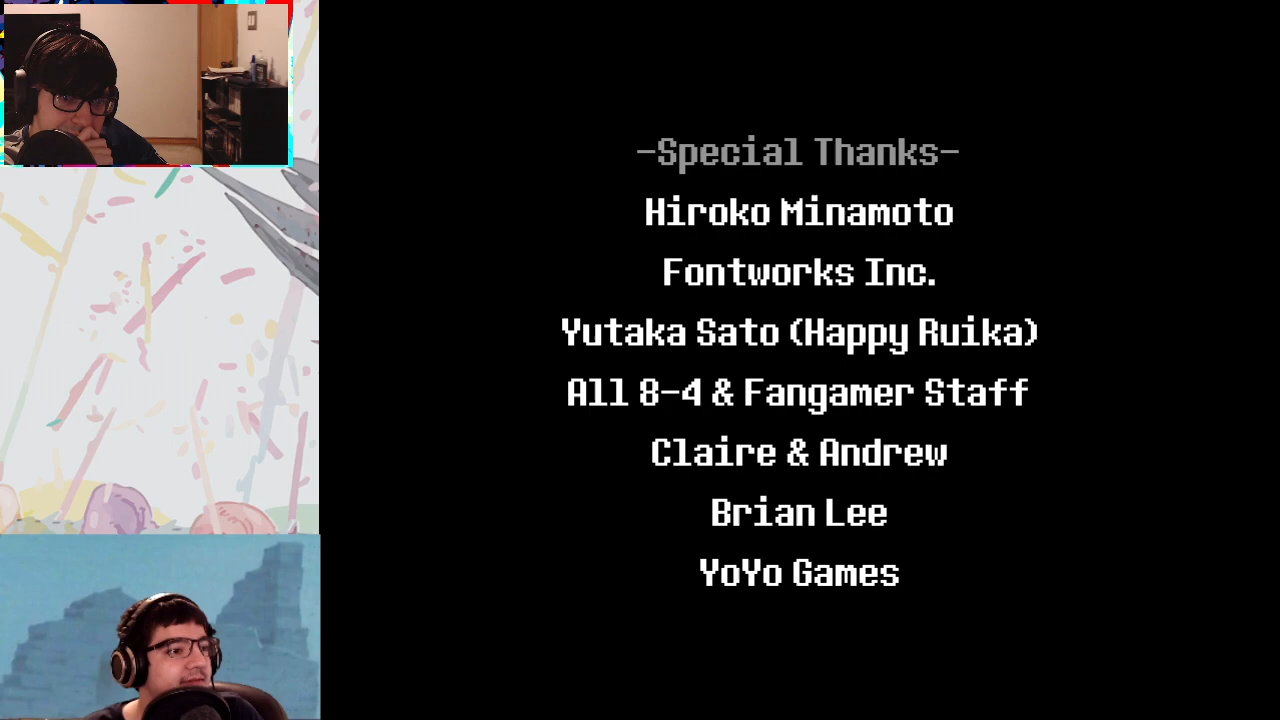 -Special Thanks-
Hiroko Minamoto
Fontworks Inc.
Yutaka Sato (Happy Ruika)
All 8-4 & Fangamer Staff
Claire & Andrew
Brian Lee
YoYo Games